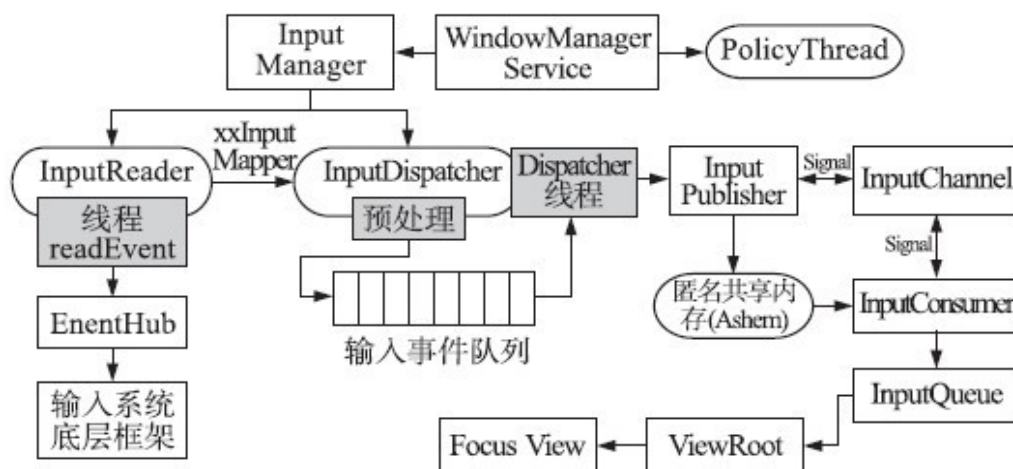 Input
Manager
WindowManager
Service
PolicyThread
InputReader
xxInput
Mapper
InputDispatcher
Dispatcher
线程
Input
Publisher
Signal
InputChannel
线程
readEvent
预处理
Signal
EnentHub
输入事件队列
匿名共享内
存(Ashem)
InputConsumer
输入系统
底层框架
InputQueue
Focus View
ViewRoot